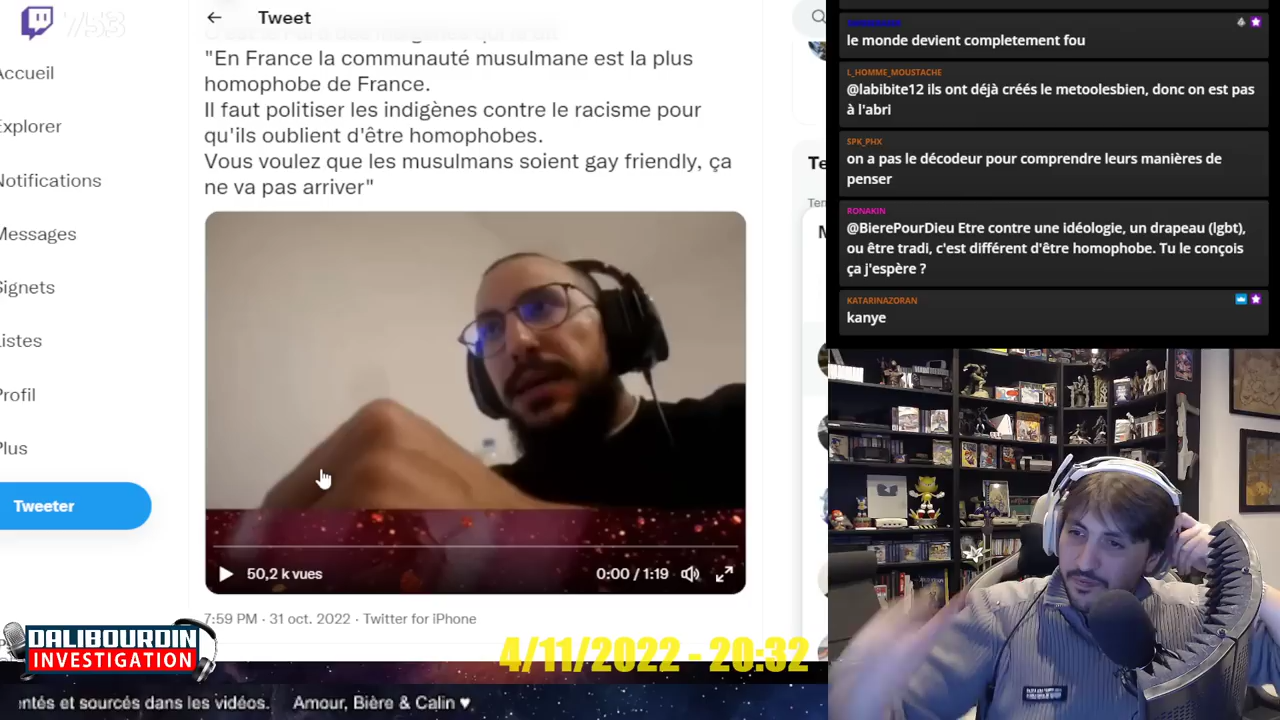 753
Tweet
"En France la communauté musulmane est la plus
homophobe de France.
Il faut politiser les indigènes contre le racisme pour
qu'ils oublient d'être homophobes.
Vous voulez que les musulmans soient gay friendly, ça
ne va pas arriver"
Accueil
Explorer
Notifications
Messages
Signets
Listes
Profil
Plus
Tweeter
50,2 k vues
0:00 / 1:19
7:59 PM · 31 oct. 2022 · Twitter for iPhone
Te
Ten
le monde devient completement fou
L_HOMME_MOUSTACHE
@labibite12 ils ont déjà créés le metoolesbien, donc on est pas
à l'abri
SPK_PHX
on a pas le décodeur pour comprendre leurs manières de
penser
RONAKIN
@BierePourDieu Etre contre une idéologie, un drapeau (lgbt),
ou être tradi, c'est différent d'être homophobe. Tu le conçois
ça j'espère ?
KATARINAZORAN
kanye
DALIBOURDIN
INVESTIGATION
4/11/2022 - 20:32
ntés et sourcés dans les vidéos. Amour, Bière & Calin ♥